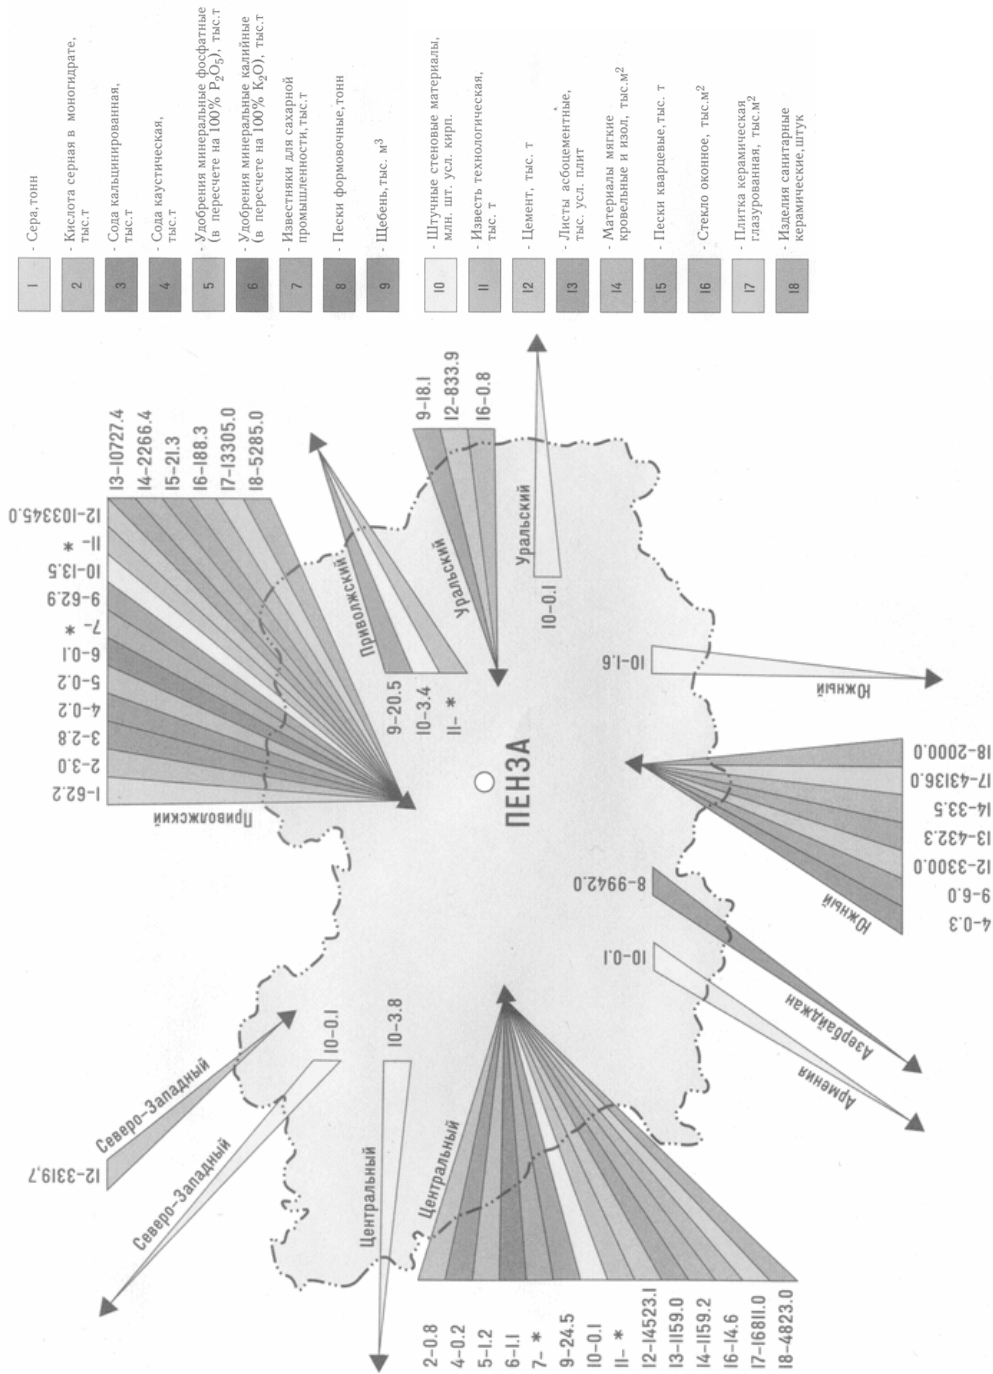 1
- Сера,тонн
2
- Кислота серная в моногидрате,
тыс.т
3
- Сода кальцинированная,
тыс.т
4
- Сода каустическая,
тыс.т
5
- Удобрения минеральные фосфатные
(в пересчете на 100% P₂O₅), тыс.т
6
- Удобрения минеральные калийные
(в пересчете на 100% K₂O), тыс.т
7
- Известняки для сахарной
промышленности,тыс.т
8
- Пески формовочные,тонн
9
- Щебень,тыс. м³
10
- Штучные стеновые материалы,
млн. шт. усл. кирп.
11
- Известь технологическая,
тыс. т
12
- Цемент, тыс. т
13
- Листы асбоцементные,
тыс. усл. плит
14
- Материалы мягкие
кровельные и изол, тыс.м²
15
- Пески кварцевые,тыс. т
16
- Стекло оконное, тыс.м²
17
- Плитка керамическая
глазурованная, тыс.м²
18
- Изделия санитарные
керамические,штук
Северо-Западный
12-3319,7
Северо-Западный
10-0.1
Центральный
10-3.8
Центральный
2-0.8
4-0.2
5-1.2
6-1.1
7- *
9-24.5
10-0.1
11- *
12-14523.1
13-1159.0
14-1159.2
16-14.6
17-16811.0
18-4823.0
Приволжский
1-62.2
2-3.0
3-2.8
4-0.2
5-0.2
6-0.1
7- *
9-62.9
10-13.5
11- *
12-103345.0
13-10727.4
14-2266.4
15-21.3
16-188.3
17-13305.0
18-5285.0
Приволжский
9-20.5
10-3.4
11- *
Уральский
9-18.1
12-833.9
16-0.8
Уральский
10-0.1
ПЕНЗА
Южный
10-1.6
Южный
18-2000.0
17-43136.0
14-33.5
13-432.3
12-3300.0
9-6.0
4-0.3
Азербайджан
8-9942.0
Армения
10-0.1